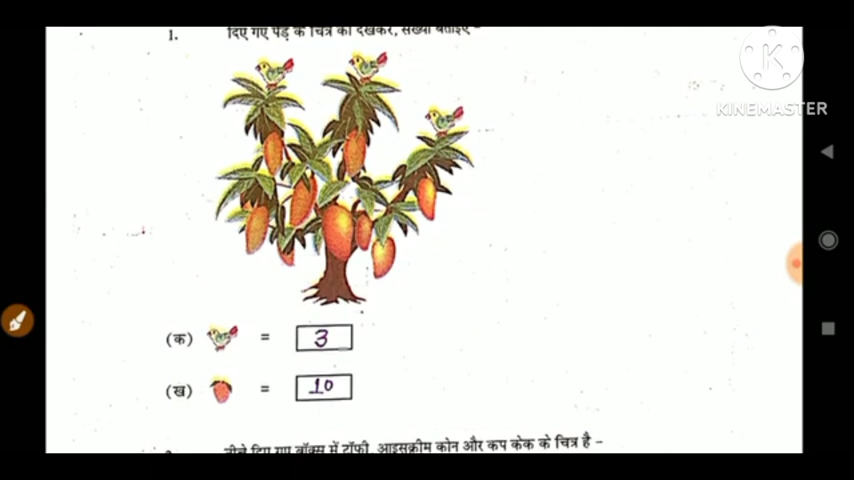 1. दिए गए पेड़ के चित्र को देखकर, संख्या बताइए -
KINEMASTER
(क) = 3
(ख) = 10
नीचे दिए गए बॉक्स में टॉफी, आइसक्रीम कोन और कप केक के चित्र है -